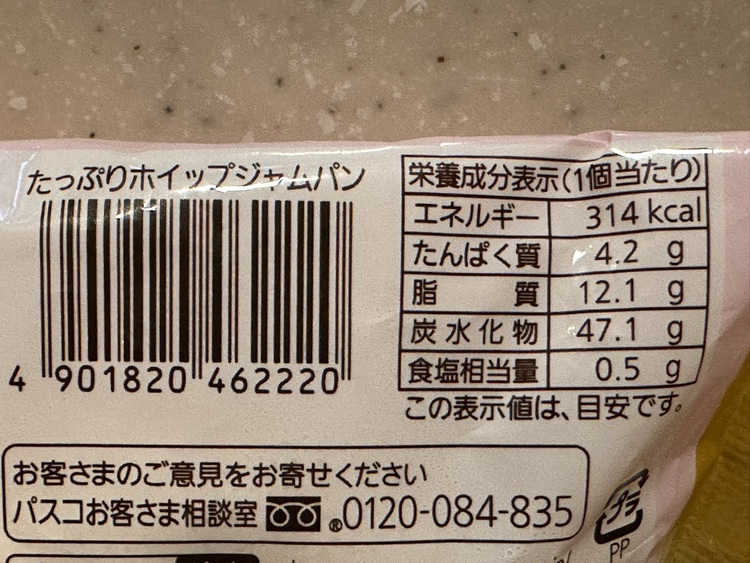 たっぷりホイップジャムパン
4 901820 462220
栄養成分表示(1個当たり)
エネルギー 314 kcal
たんぱく質 4.2 g
脂質 12.1 g
炭水化物 47.1 g
食塩相当量 0.5 g
この表示値は、目安です。
お客さまのご意見をお寄せください
パスコお客さま相談室 ®0120-084-835
プラ
PP